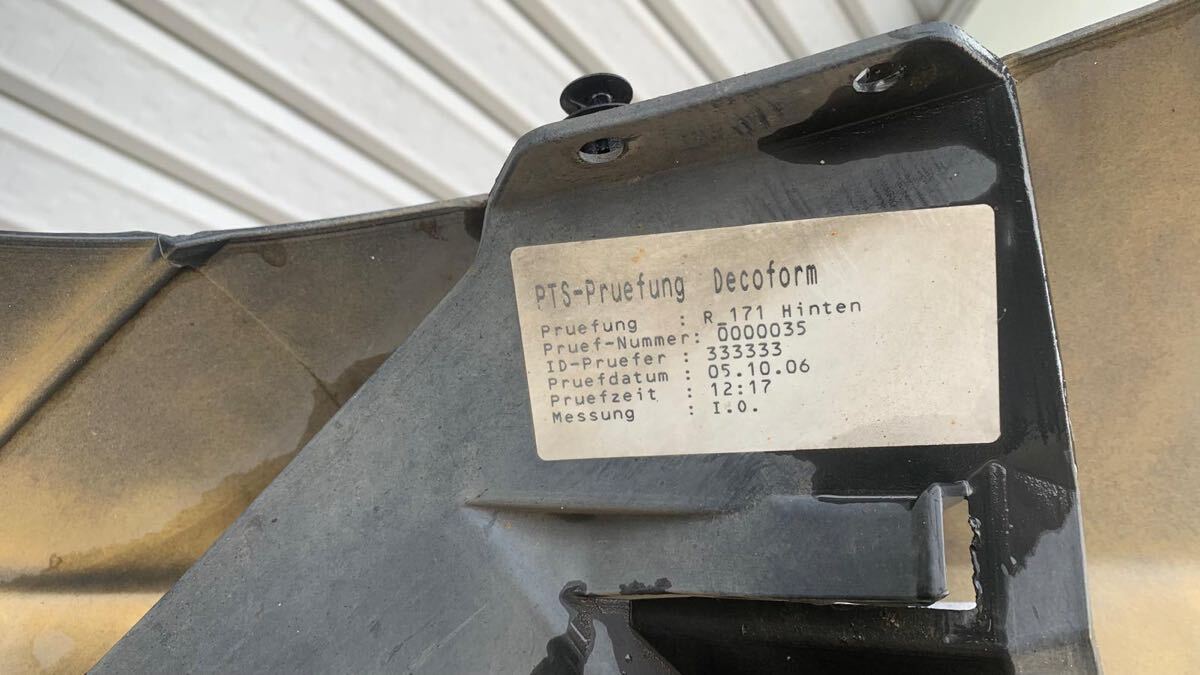 PTS-Pruefung Decoform
Pruefung : R_171 Hinten
Pruef-Nummer: 0000035
ID-Pruefer : 333333
Pruefdatum : 05.10.06
Pruefzeit : 12:17
Messung : I.O.